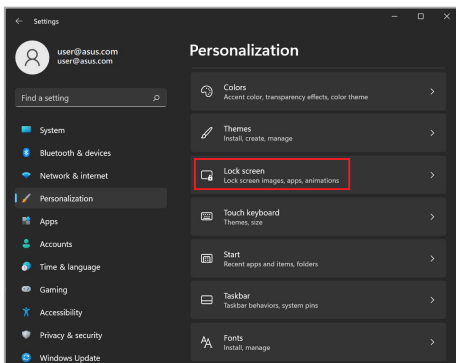 Settings
user@asus.com
user@asus.com
Find a setting
System
Bluetooth & devices
Network & internet
Personalization
Apps
Accounts
Time & language
Gaming
Accessibility
Privacy & security
Windows Update
Personalization
Colors
Accent color, transparency effects, color theme
Themes
Install, create, manage
Lock screen
Lock screen images, apps, animations
Touch keyboard
Themes, size
Start
Recent apps and items, folders
Taskbar
Taskbar behaviors, system pins
Fonts
Install, manage